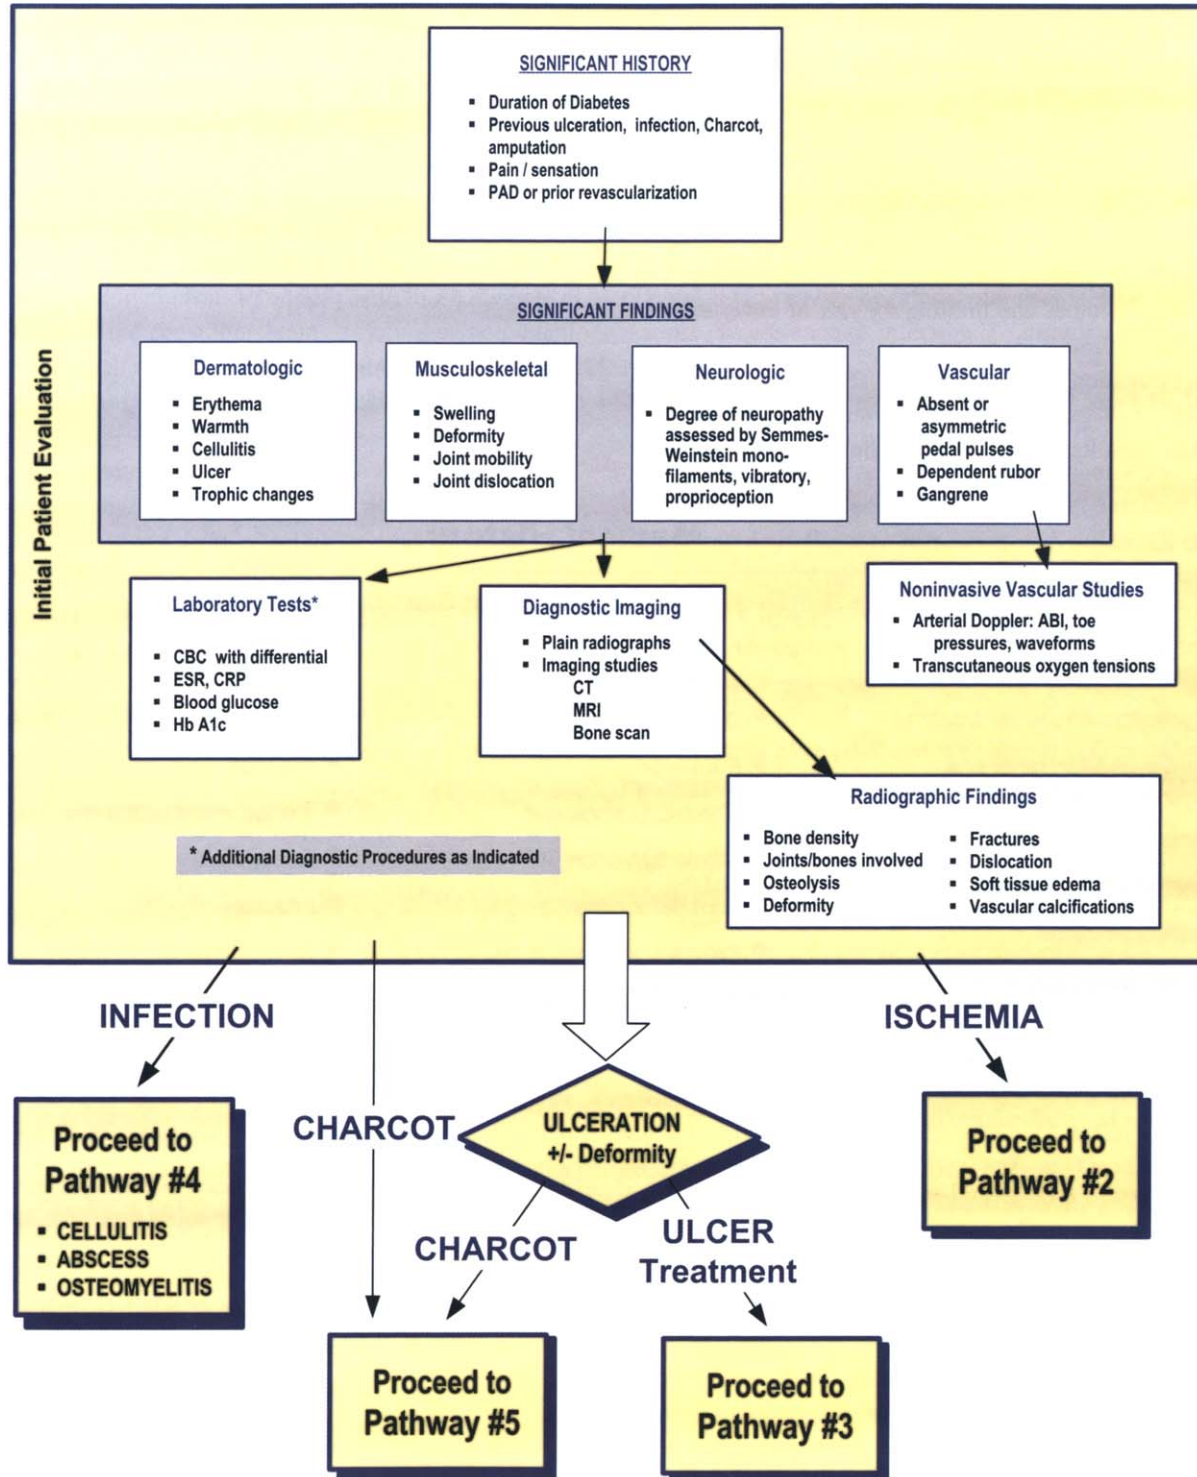 SIGNIFICANT HISTORY
▪ Duration of Diabetes
▪ Previous ulceration, infection, Charcot,
amputation
▪ Pain / sensation
▪ PAD or prior revascularization
Initial Patient Evaluation
SIGNIFICANT FINDINGS
Dermatologic
▪ Erythema
▪ Warmth
▪ Cellulitis
▪ Ulcer
▪ Trophic changes
Musculoskeletal
▪ Swelling
▪ Deformity
▪ Joint mobility
▪ Joint dislocation
Neurologic
▪ Degree of neuropathy
assessed by Semmes-
Weinstein mono-
filaments, vibratory,
proprioception
Vascular
▪ Absent or
asymmetric
pedal pulses
▪ Dependent rubor
▪ Gangrene
Laboratory Tests*
▪ CBC with differential
▪ ESR, CRP
▪ Blood glucose
▪ Hb A1c
Diagnostic Imaging
▪ Plain radiographs
▪ Imaging studies
CT
MRI
Bone scan
Noninvasive Vascular Studies
▪ Arterial Doppler: ABI, toe
pressures, waveforms
▪ Transcutaneous oxygen tensions
Radiographic Findings
▪ Bone density
▪ Joints/bones involved
▪ Osteolysis
▪ Deformity
▪ Fractures
▪ Dislocation
▪ Soft tissue edema
▪ Vascular calcifications
* Additional Diagnostic Procedures as Indicated
INFECTION
ISCHEMIA
CHARCOT
ULCERATION
+/- Deformity
Proceed to
Pathway #4
▪ CELLULITIS
▪ ABSCESS
▪ OSTEOMYELITIS
Proceed to
Pathway #2
CHARCOT
ULCER
Treatment
Proceed to
Pathway #5
Proceed to
Pathway #3